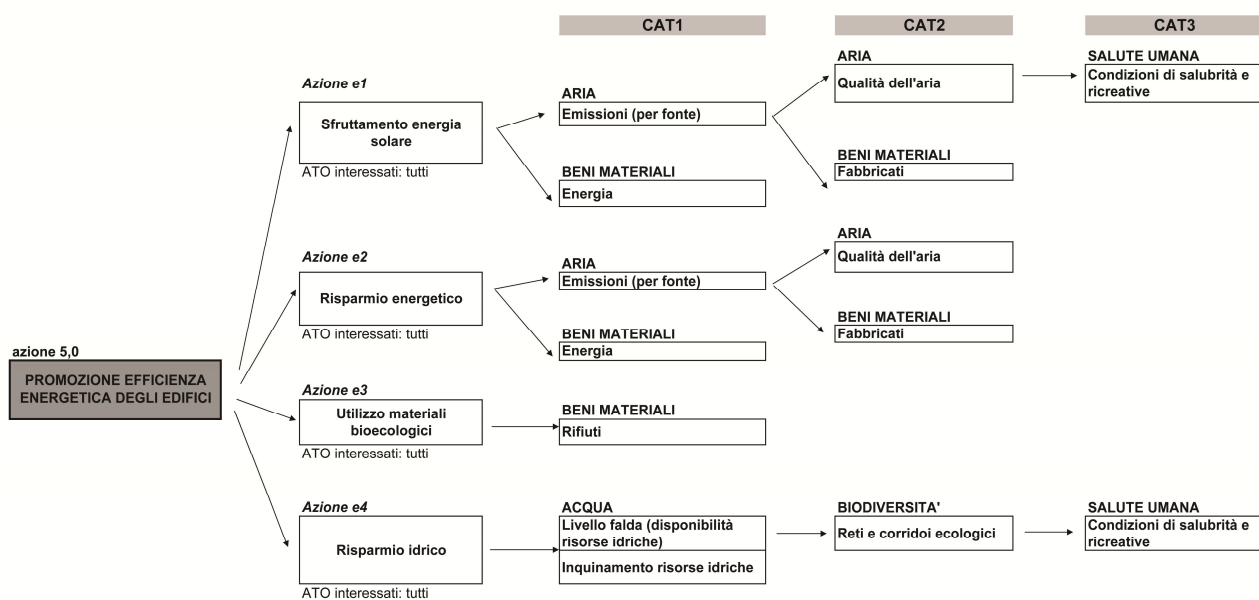 CAT1
CAT2
CAT3
azione 5,0
PROMOZIONE EFFICIENZA
ENERGETICA DEGLI EDIFICI
Azione e1
Sfruttamento energia
solare
ATO interessati: tutti
ARIA
Emissioni (per fonte)
BENI MATERIALI
Energia
ARIA
Qualità dell'aria
BENI MATERIALI
Fabbricati
SALUTE UMANA
Condizioni di salubrità e
ricreative
Azione e2
Risparmio energetico
ATO interessati: tutti
ARIA
Emissioni (per fonte)
BENI MATERIALI
Energia
ARIA
Qualità dell'aria
BENI MATERIALI
Fabbricati
Azione e3
Utilizzo materiali
bioecologici
ATO interessati: tutti
BENI MATERIALI
Rifiuti
Azione e4
Risparmio idrico
ATO interessati: tutti
ACQUA
Livello falda (disponibilità
risorse idriche)
Inquinamento risorse idriche
BIODIVERSITA'
Reti e corridoi ecologici
SALUTE UMANA
Condizioni di salubrità e
ricreative